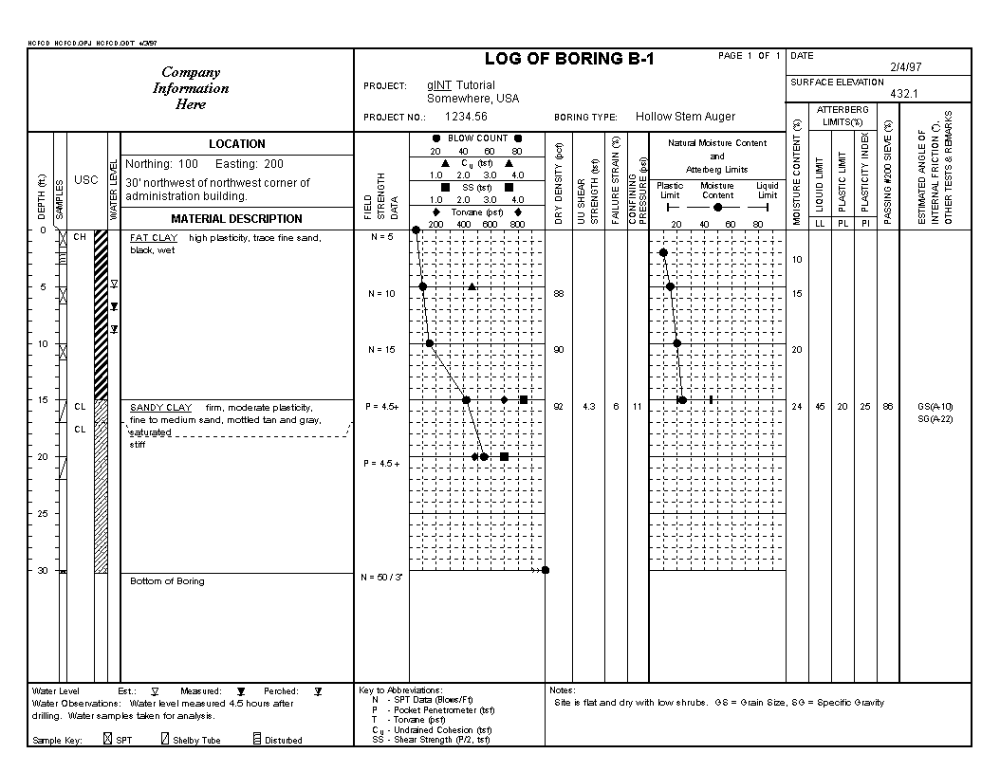 HCFCD HCFCD.GPJ HCFCD.GDT 4/3/97
Company
Information
Here
LOG OF BORING B-1
PAGE 1 OF 1
PROJECT: gINT Tutorial
Somewhere, USA
PROJECT NO.: 1234.56 BORING TYPE: Hollow Stem Auger
DATE
2/4/97
SURFACE ELEVATION
432.1
DEPTH (ft.)
SAMPLES
USC
WATER LEVEL
LOCATION
Northing: 100 Easting: 200
30' northwest of northwest corner of
administration building.
MATERIAL DESCRIPTION
FIELD
STRENGTH
DATA
BLOW COUNT
20 40 60 80
C u (tsf)
1.0 2.0 3.0 4.0
SS (tsf)
1.0 2.0 3.0 4.0
Torvane (psf)
200 400 600 800
DRY DENSITY (pcf)
UU SHEAR
STRENGTH (tsf)
FAILURE STRAIN (%)
CONFINING
PRESSURE (psi)
Natural Moisture Content
and
Atterberg Limits
Plastic
Limit
Moisture
Content
Liquid
Limit
20 40 60 80
MOISTURE CONTENT (%)
ATTERBERG
LIMITS(%)
LIQUID LIMIT
PLASTIC LIMIT
PLASTICITY INDEX
LL PL PI
PASSING #200 SIEVE (%)
ESTIMATED ANGLE OF
INTERNAL FRICTION (°),
OTHER TESTS & REMARKS
0
CH
FAT CLAY high plasticity, trace fine sand,
black, wet
N = 5
10
5
N = 10
88
15
10
N = 15
90
20
15
CL
SANDY CLAY firm, moderate plasticity,
fine to medium sand, mottled tan and gray,
saturated
P = 4.5+
92 4.3 6 11
24 45 20 25 86
GS(A-10)
SG(A-22)
CL
stiff
20
P = 4.5+
25
30
Bottom of Boring
N = 50 / 3"
Water Level Est.: Measured: Perched:
Water Observations: Water level measured 4.5 hours after
drilling. Water samples taken for analysis.
Sample Key: SPT Shelby Tube Disturbed
Key to Abbreviations:
N - SPT Data (Blows/Ft)
P - Pocket Penetrometer (tsf)
T - Torvane (psf)
C u - Undrained Cohesion (tsf)
SS - Shear Strength (P/2, tsf)
Notes:
Site is flat and dry with low shrubs. GS = Grain Size, SG = Specific Gravity